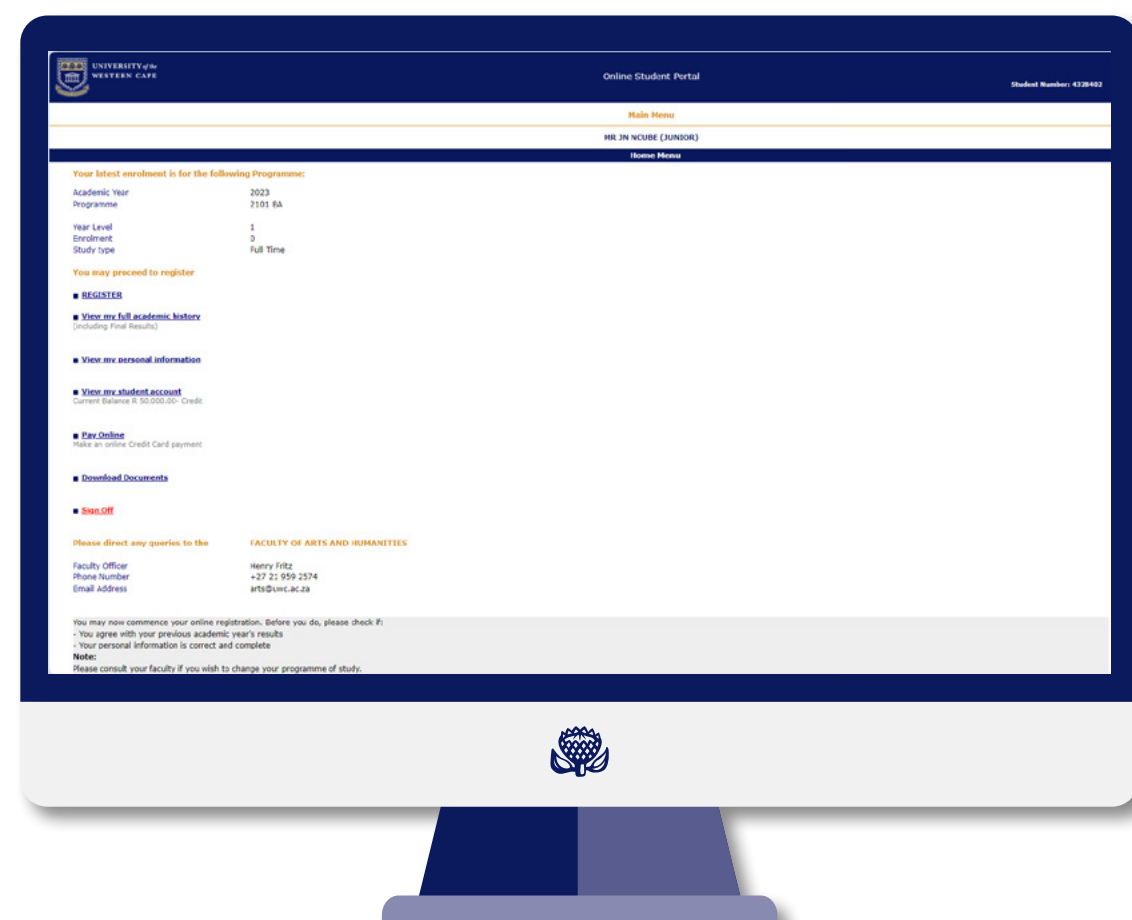 UNIVERSITY of the
WESTERN CAPE
Online Student Portal
Student Number: 4328402
Main Menu
MR JN NCUBE (JUNIOR)
Home Menu
Your latest enrolment is for the following Programme:
Academic Year 2023
Programme 2101 BA
Year Level 1
Enrolment 0
Study type Full Time
You may proceed to register
REGISTER
View my full academic history
(including Final Results)
View my personal information
View my student account
Current Balance R 50,000.00- Credit
Pay Online
Make an online Credit Card payment
Download Documents
Sign Off
Please direct any queries to the FACULTY OF ARTS AND HUMANITIES
Faculty Officer Henry Fritz
Phone Number +27 21 959 2574
Email Address arts@uwc.ac.za
You may now commence your online registration. Before you do, please check if:
- You agree with your previous academic year's results
- Your personal information is correct and complete
Note:
Please consult your faculty if you wish to change your programme of study.